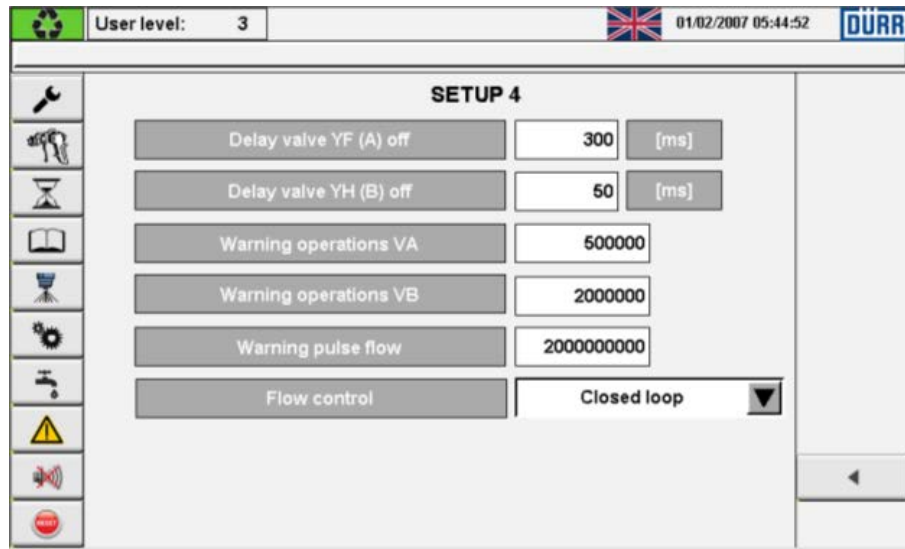 User level: 3 01/02/2007 05:44:52 DÜRR
SETUP 4
Delay valve YF (A) off 300 [ms]
Delay valve YH (B) off 50 [ms]
Warning operations VA 500000
Warning operations VB 2000000
Warning pulse flow 2000000000
Flow control Closed loop
RESET